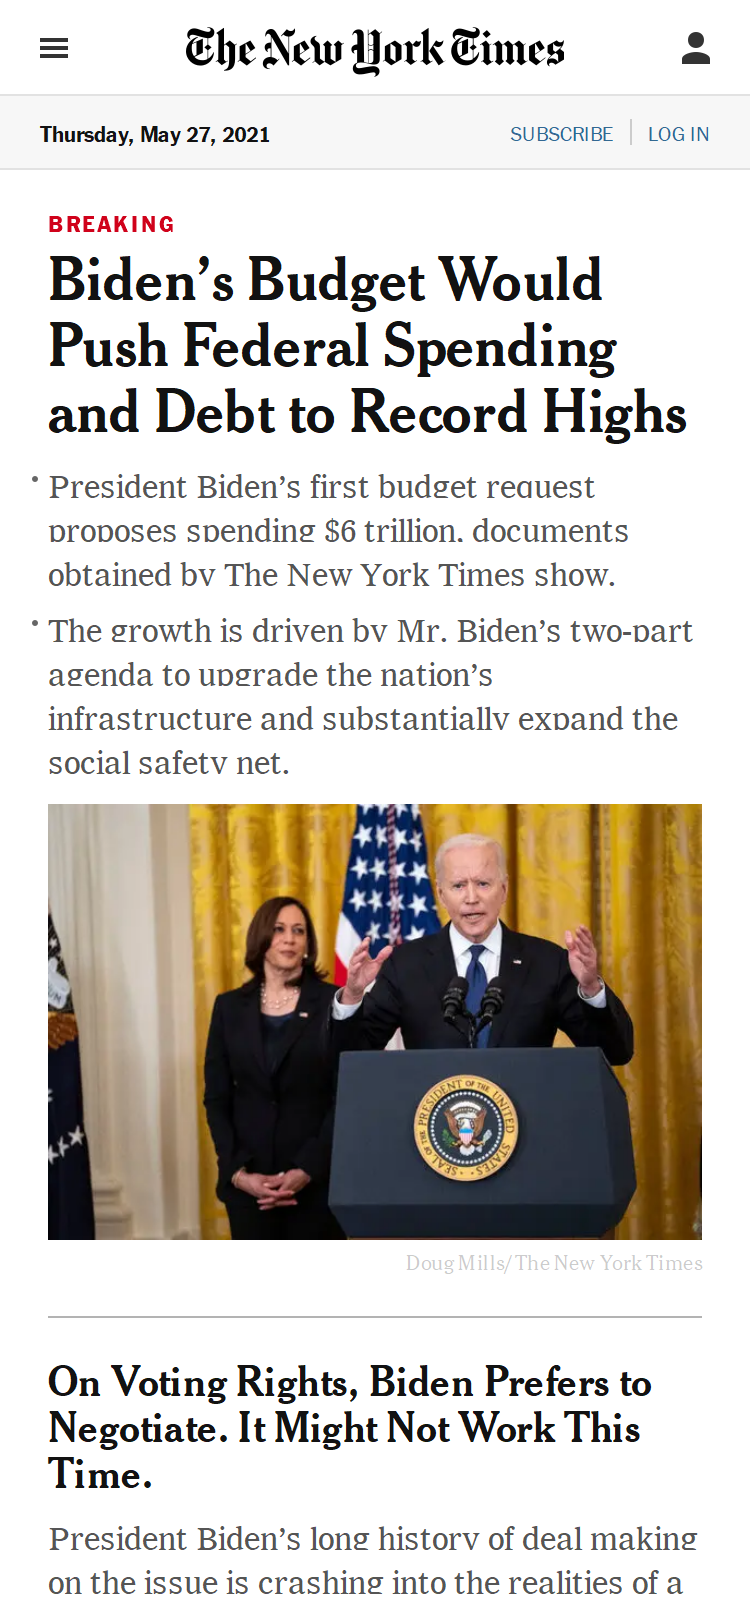 The New York Times
Thursday, May 27, 2021
SUBSCRIBE
LOG IN
BREAKING
Biden’s Budget Would
Push Federal Spending
and Debt to Record Highs
• President Biden’s first budget request
proposes spending $6 trillion, documents
obtained by The New York Times show.
• The growth is driven by Mr. Biden’s two-part
agenda to upgrade the nation’s
infrastructure and substantially expand the
social safety net.
SEAL OF THE PRESIDENT OF THE UNITED STATES
Doug Mills/The New York Times
On Voting Rights, Biden Prefers to
Negotiate. It Might Not Work This
Time.
President Biden’s long history of deal making
on the issue is crashing into the realities of a